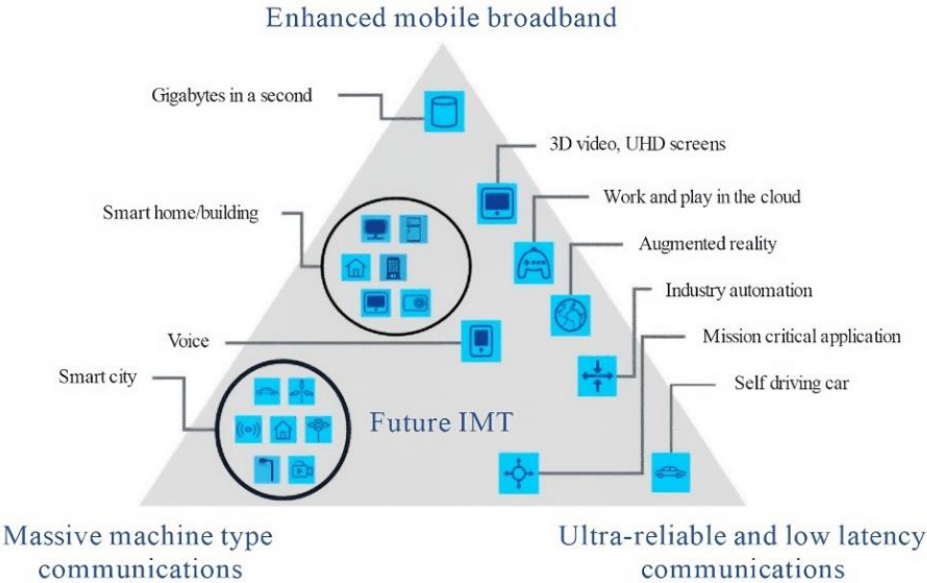 Enhanced mobile broadband
Gigabytes in a second
3D video, UHD screens
Work and play in the cloud
Smart home/building
Augmented reality
Industry automation
Voice
Mission critical application
Smart city
Self driving car
Future IMT
Massive machine type
communications
Ultra-reliable and low latency
communications